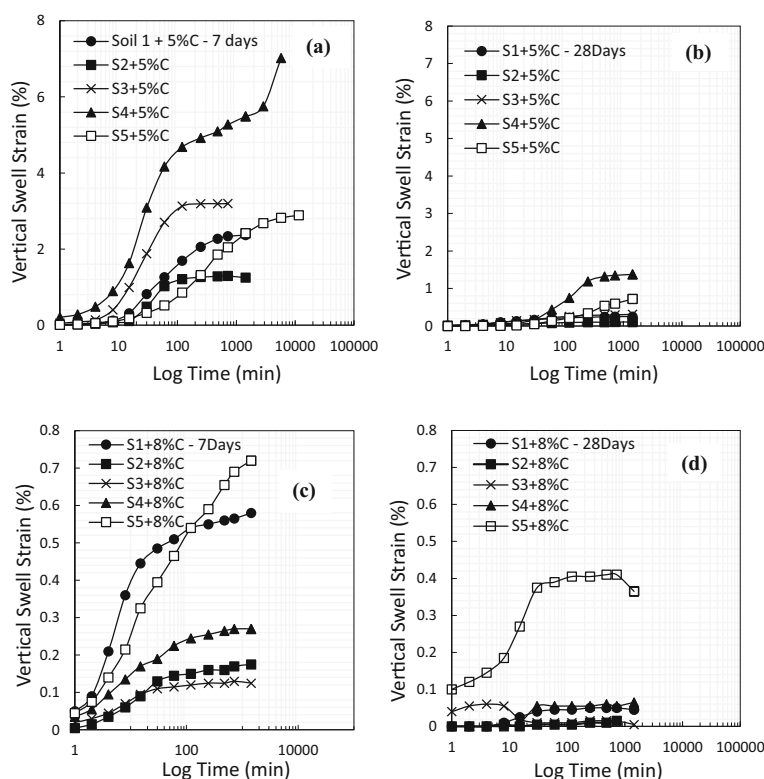 8
Soil 1 + 5%C - 7 days
(a)
S2+5%C
S3+5%C
S4+5%C
S5+5%C
6
4
2
0
Vertical Swell Strain (%)
1 10 100 1000 10000 100000
Log Time (min)
8
S1+5%C - 28Days
(b)
7
S2+5%C
S3+5%C
6
S4+5%C
5
S5+5%C
4
3
2
1
0
Vertical Swell Strain (%)
1 10 100 1000 10000 100000
Log Time (min)
0.8
S1+8%C - 7Days
0.7
S2+8%C
S3+8%C
(c)
0.6
S4+8%C
S5+8%C
0.5
0.4
0.3
0.2
0.1
0
Vertical Swell Strain (%)
1 100 10000
Log Time (min)
0.8
S1+8%C - 28Days
0.7
S2+8%C
(d)
S3+8%C
0.6
S4+8%C
S5+8%C
0.5
0.4
0.3
0.2
0.1
0
Vertical Swell Strain (%)
1 10 100 1000 10000 100000
Log Time (min)